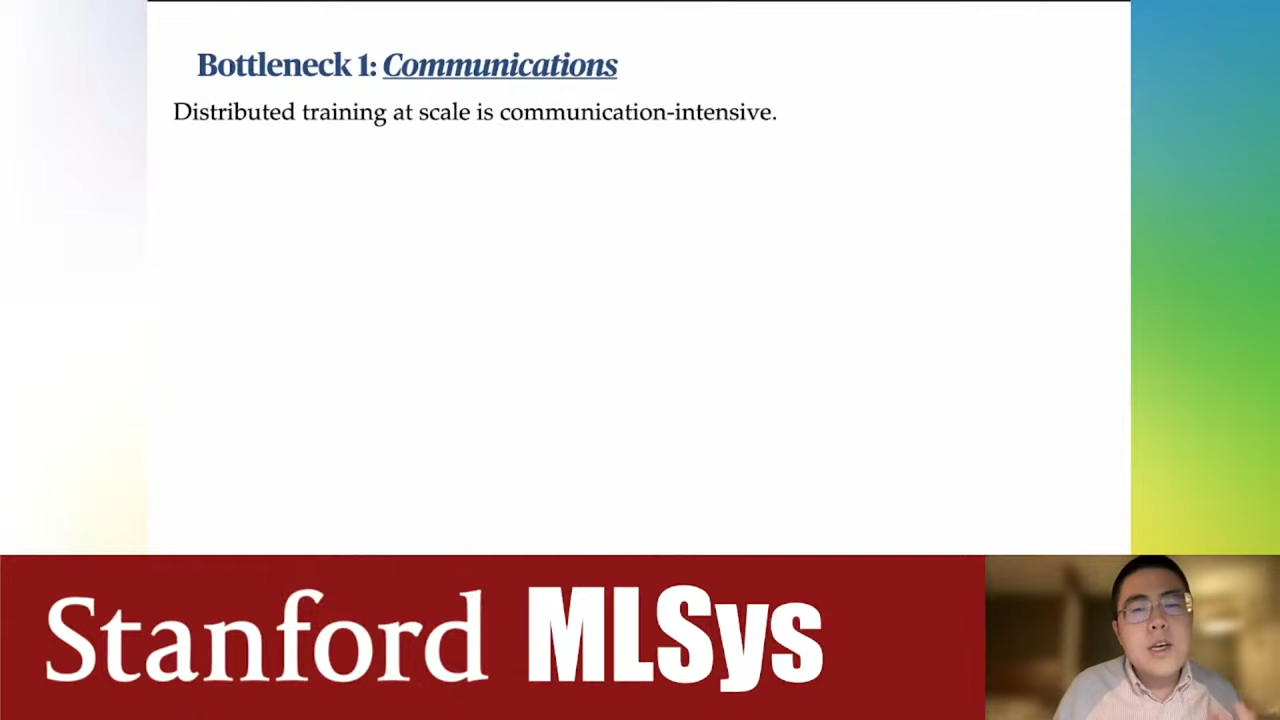 Bottleneck 1: Communications
Distributed training at scale is communication-intensive.
Stanford MLSys